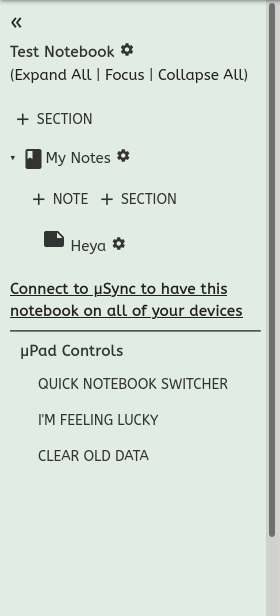 «
Test Notebook
(Expand All | Focus | Collapse All)
+ SECTION
My Notes
+ NOTE + SECTION
Heya
Connect to µSync to have this
notebook on all of your devices
µPad Controls
QUICK NOTEBOOK SWITCHER
I'M FEELING LUCKY
CLEAR OLD DATA